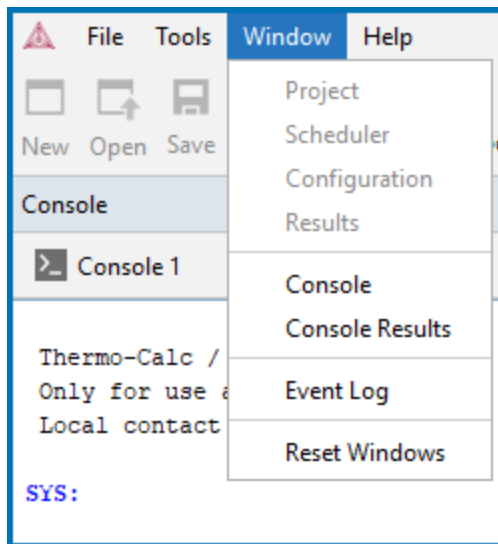 File Tools Window Help
New Open Save
Project
Scheduler
Configuration
Results
Console
Console 1
Console
Console Results
Event Log
Reset Windows
Thermo-Calc /
Only for use
Local contact
SYS: